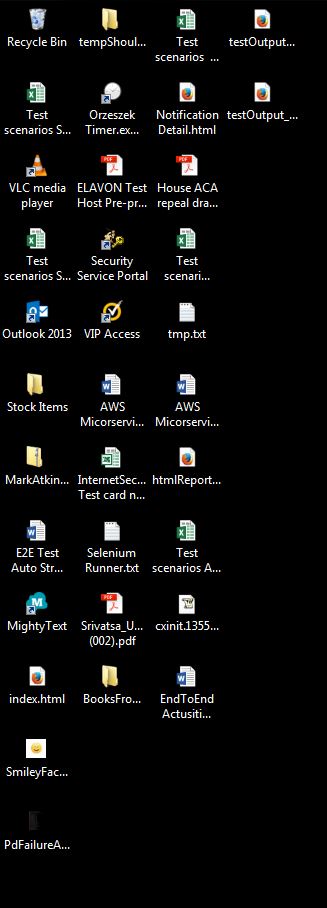 Recycle Bin
tempShoul...
Test
scenarios ...
testOutput...
Test
scenarios S...
Orzeszek
Timer.ex...
Notification
Detail.html
testOutput_...
VLC media
player
ELAVON Test
Host Pre-pr...
House ACA
repeal dra...
Test
scenarios S...
Security
Service Portal
Test
scenari...
Outlook 2013
VIP Access
tmp.txt
Stock Items
AWS
Micorservi...
AWS
Micorservi...
MarkAtkin...
InternetSec...
Test card n...
htmlReport...
E2E Test
Auto Str...
Selenium
Runner.txt
Test
scenarios A...
MightyText
Srivatsa_U...
(002).pdf
cxinit.1355...
index.html
BooksFro...
EndToEnd
Actusiti...
SmileyFac...
PdFailureA...